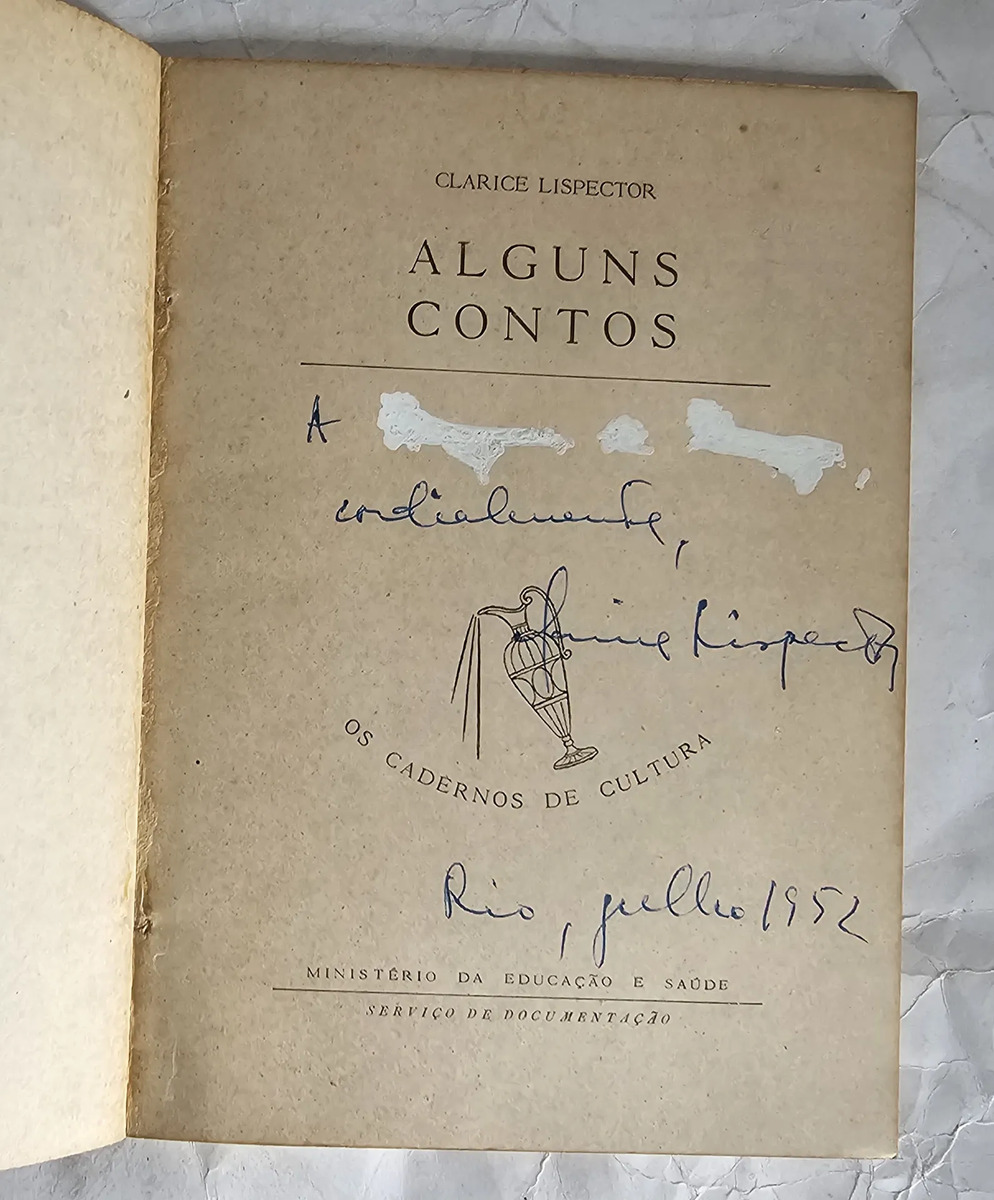 CLARICE LISPECTOR
ALGUNS
CONTOS
A
cordialmente,
Clarice Lispector
OS CADERNOS DE CULTURA
Rio, julho 1952
MINISTÉRIO DA EDUCAÇÃO E SAÚDE
SERVIÇO DE DOCUMENTAÇÃO